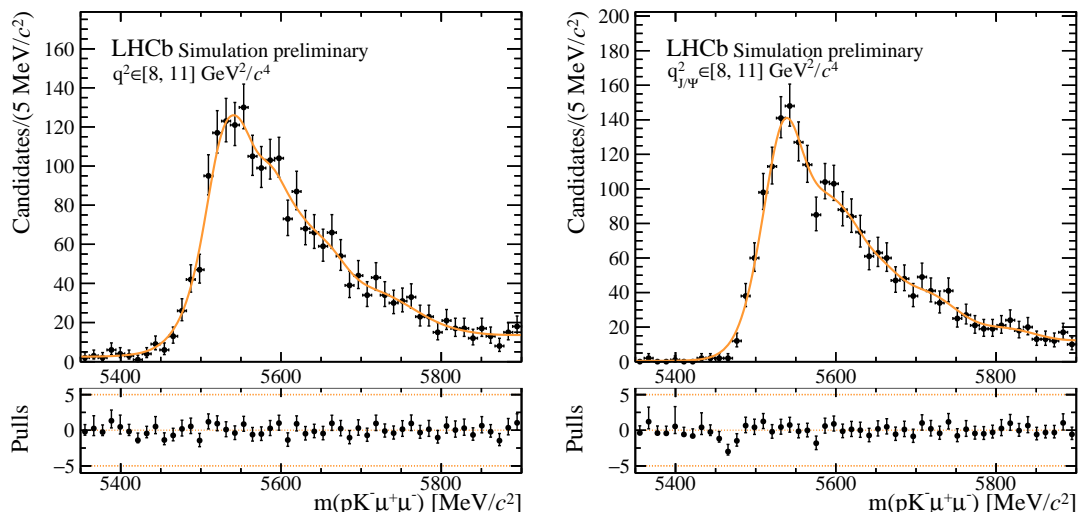 Candidates/(5 MeV/c²)
160
140
120
100
80
60
40
20
0
LHCb Simulation preliminary
q²∈[8, 11] GeV²/c⁴
5400 5600 5800
Pulls
5
0
−5
5400 5600 5800
m(pK⁻μ⁺μ⁻) [MeV/c²]
Candidates/(5 MeV/c²)
200
180
160
140
120
100
80
60
40
20
0
LHCb Simulation preliminary
q²_J/Ψ∈[8, 11] GeV²/c⁴
5400 5600 5800
Pulls
5
0
−5
5400 5600 5800
m(pK⁻μ⁺μ⁻) [MeV/c²]